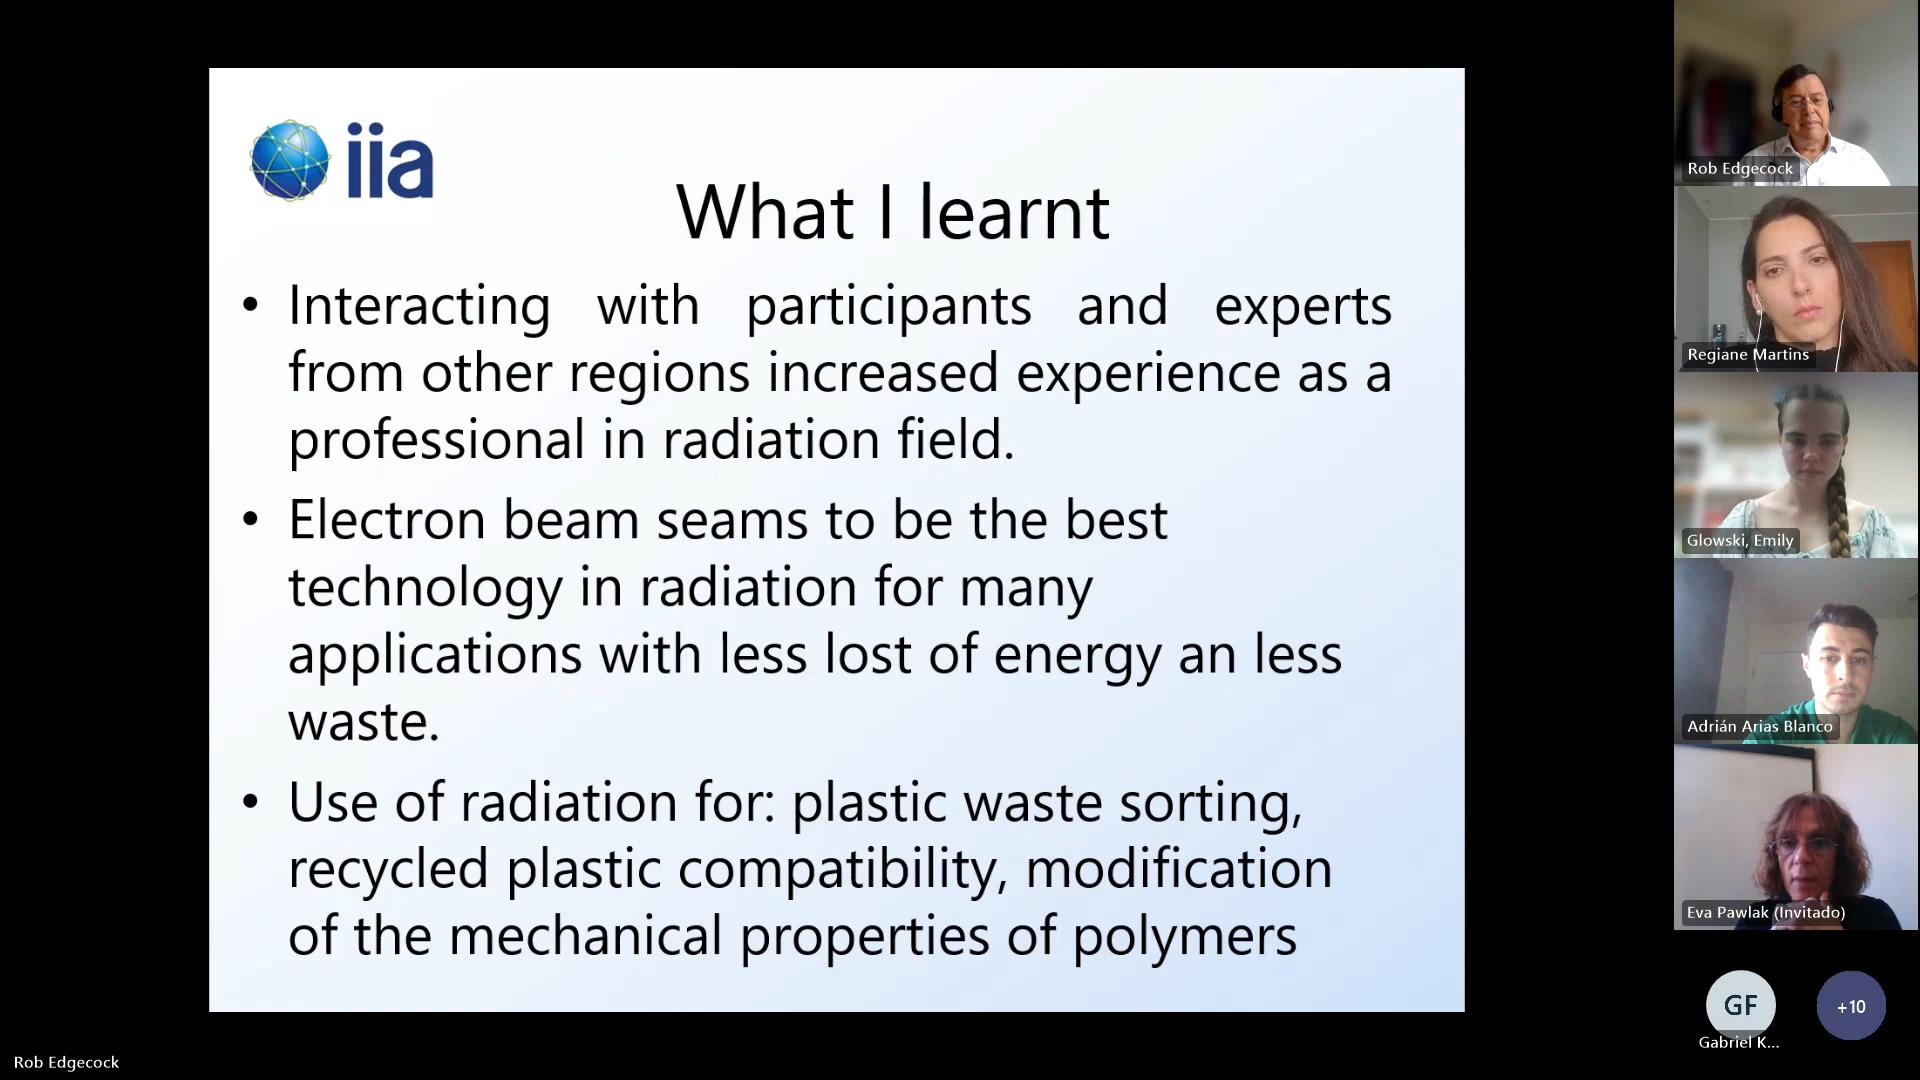 iia
What I learnt
• Interacting with participants and experts
from other regions increased experience as a
professional in radiation field.
• Electron beam seams to be the best
technology in radiation for many
applications with less lost of energy an less
waste.
• Use of radiation for: plastic waste sorting,
recycled plastic compatibility, modification
of the mechanical properties of polymers
Rob Edgecock
Regiane Martins
Glowski, Emily
Adrián Arias Blanco
Eva Pawlak (Invitado)
GF
+10
Gabriel K...
Rob Edgecock